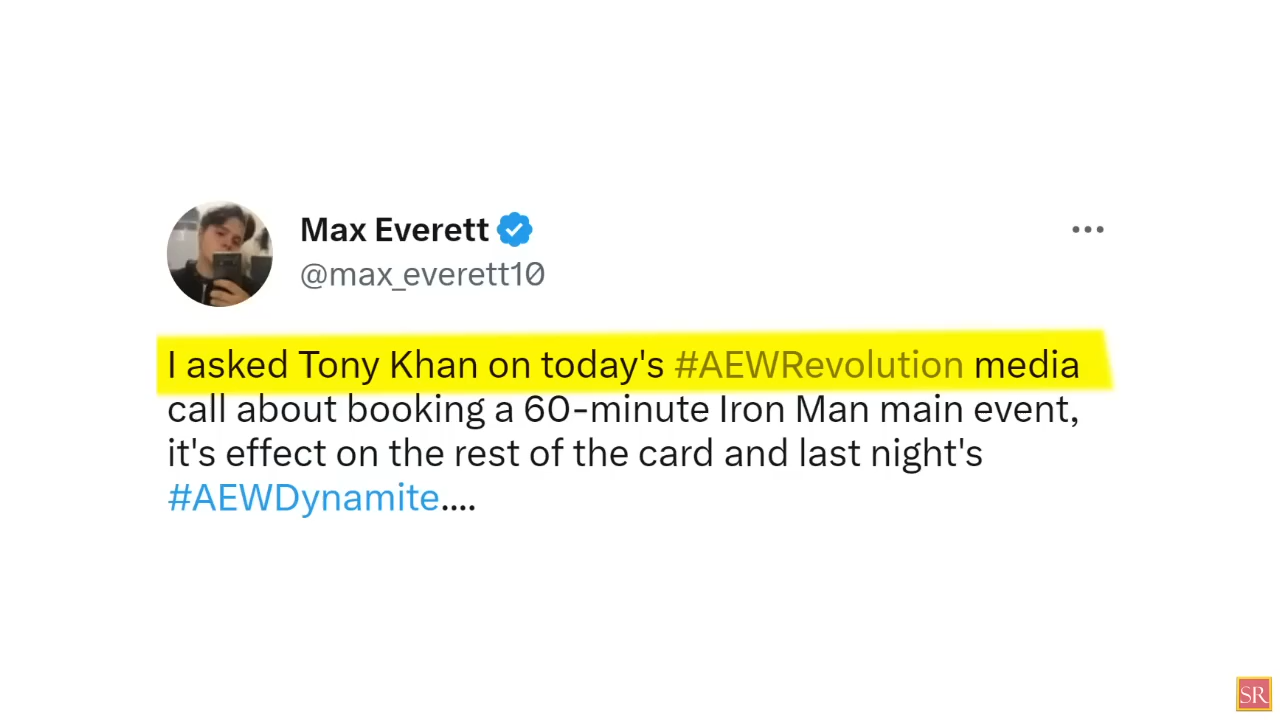 Max Everett
@max_everett10
I asked Tony Khan on today's #AEWRevolution media
call about booking a 60-minute Iron Man main event,
it's effect on the rest of the card and last night's
#AEWDynamite....
SR